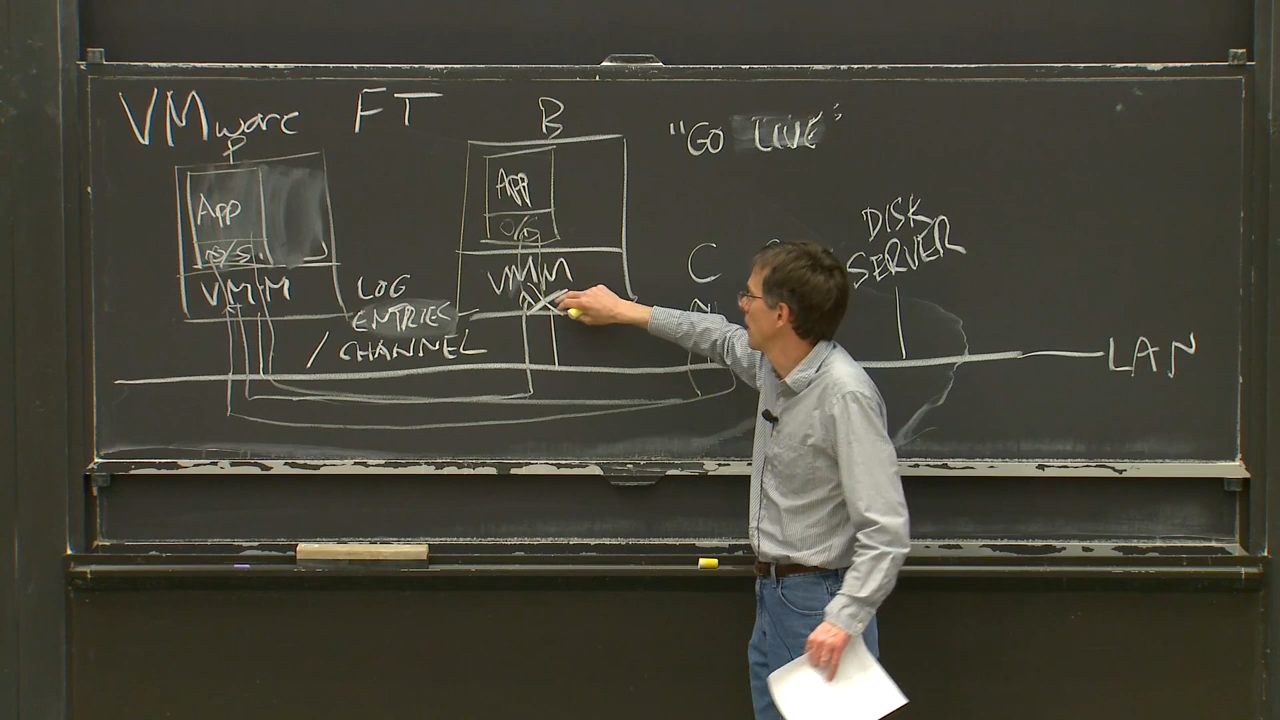 VMware FT
P
App
O/S
VMM
B
App
O/S
VMM
"GO LIVE"
LOG
ENTRIES
/ CHANNEL
C
DISK
SERVER
LAN